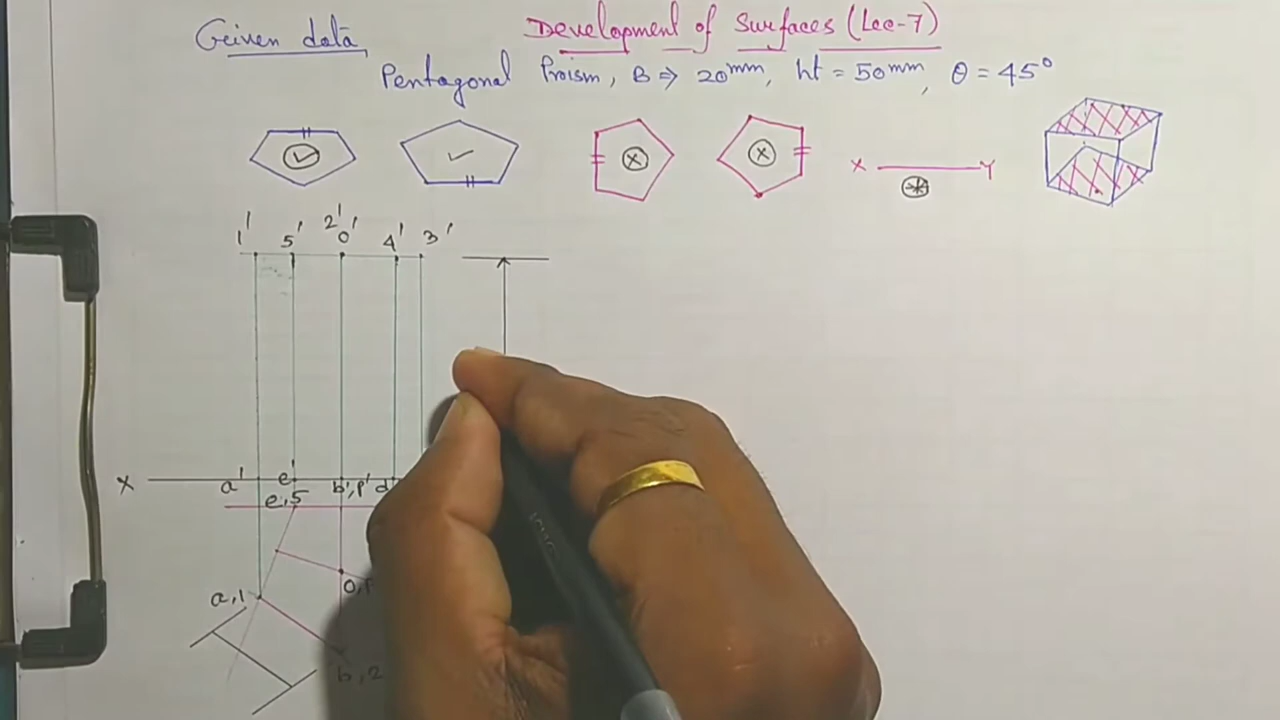 Given data
Development of Surfaces (Lec-7)
Pentagonal Prism, B ⇒ 20mm, ht = 50mm, θ = 45°
X Y
1' 5' 2' 0' 4' 3'
X a' e' b',p' d'
e,5
a,1
b,2